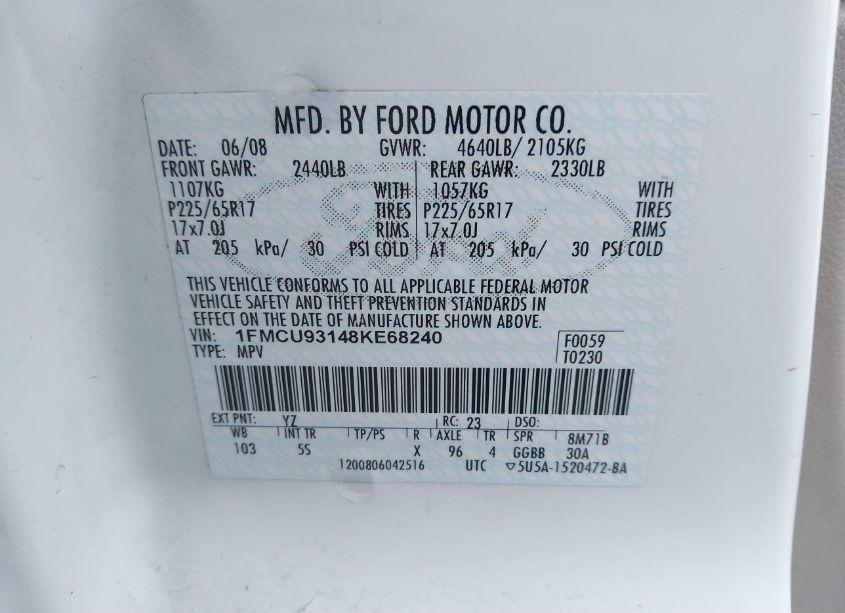 MFD. BY FORD MOTOR CO.
DATE: 06/08 GVWR: 4640LB/ 2105KG
FRONT GAWR: 2440LB REAR GAWR: 2330LB
1107KG WITH 1057KG WITH
P225/65R17 TIRES P225/65R17 TIRES
17x7.0J RIMS 17x7.0J RIMS
AT 205 kPa/ 30 PSI COLD AT 205 kPa/ 30 PSI COLD
THIS VEHICLE CONFORMS TO ALL APPLICABLE FEDERAL MOTOR
VEHICLE SAFETY AND THEFT PREVENTION STANDARDS IN
EFFECT ON THE DATE OF MANUFACTURE SHOWN ABOVE.
VIN: 1FMCU93148KE68240 F0059
TYPE: MPV T0230
EXT PNT: YZ RC: 23 DSO:
WB INT TR TP/PS R AXLE TR SPR 8M71B
103 5S X 96 4 GGBB 30A
1200806042516 UTC ▽5U5A-1520472-BA
Ford